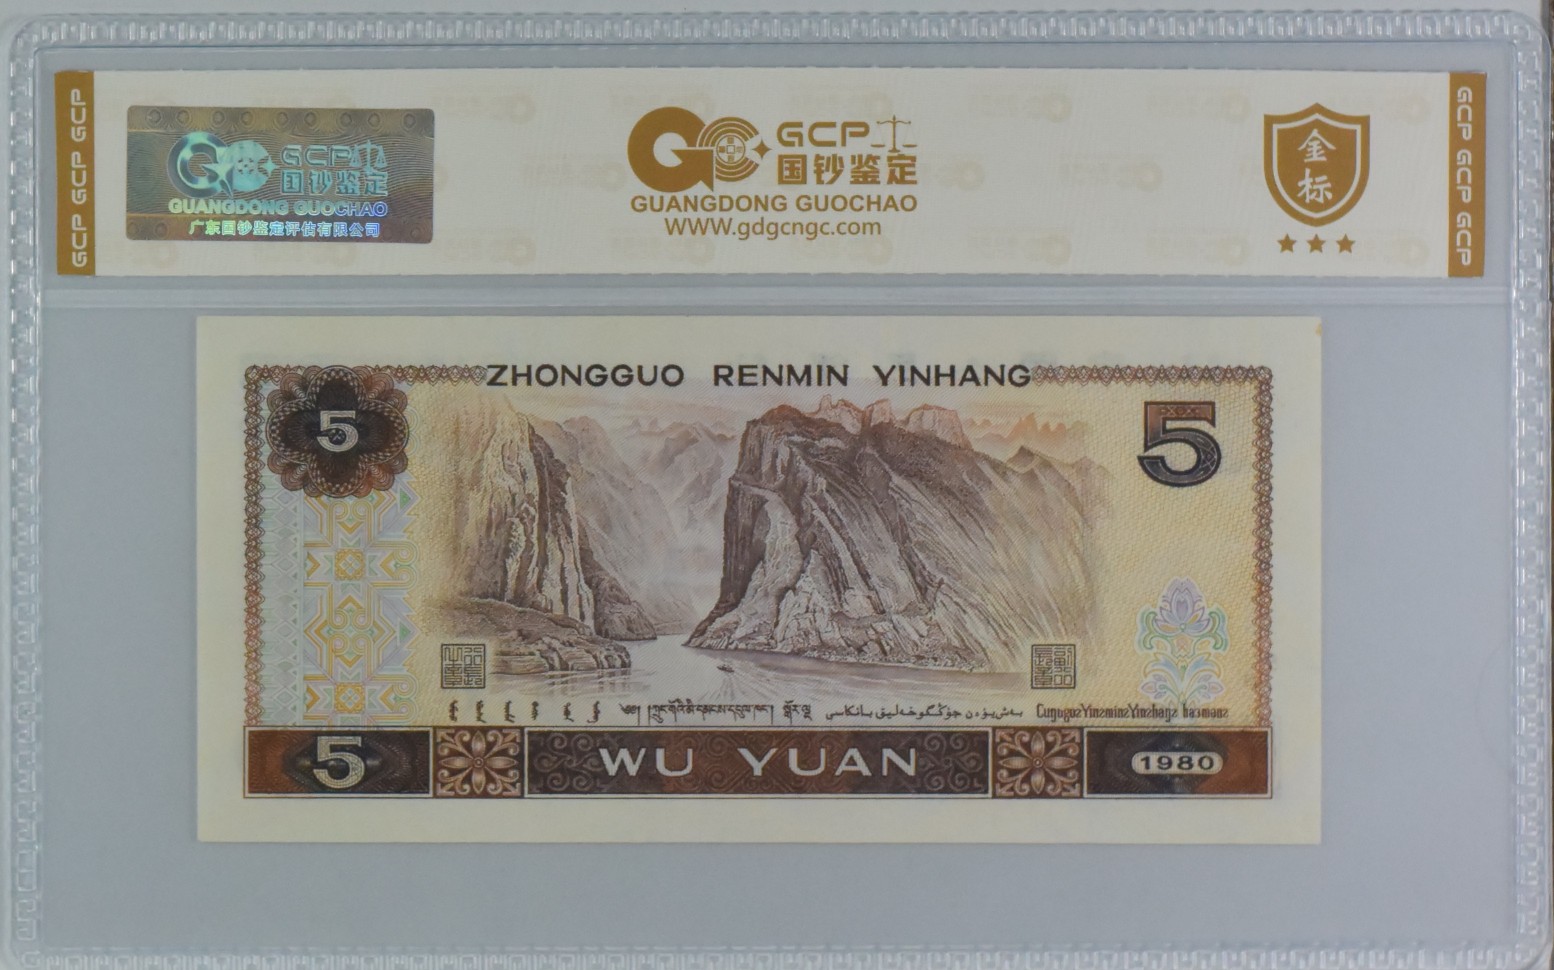 GCP GCP GCP
GCP
国钞鉴定
GUANGDONG GUOCHAO
广东国钞鉴定评估有限公司
GCP
国钞鉴定
GUANGDONG GUOCHAO
WWW.gdgcngc.com
金标
GCP GCP GCP
ZHONGGUO RENMIN YINHANG
5
5
5
WU YUAN
1980